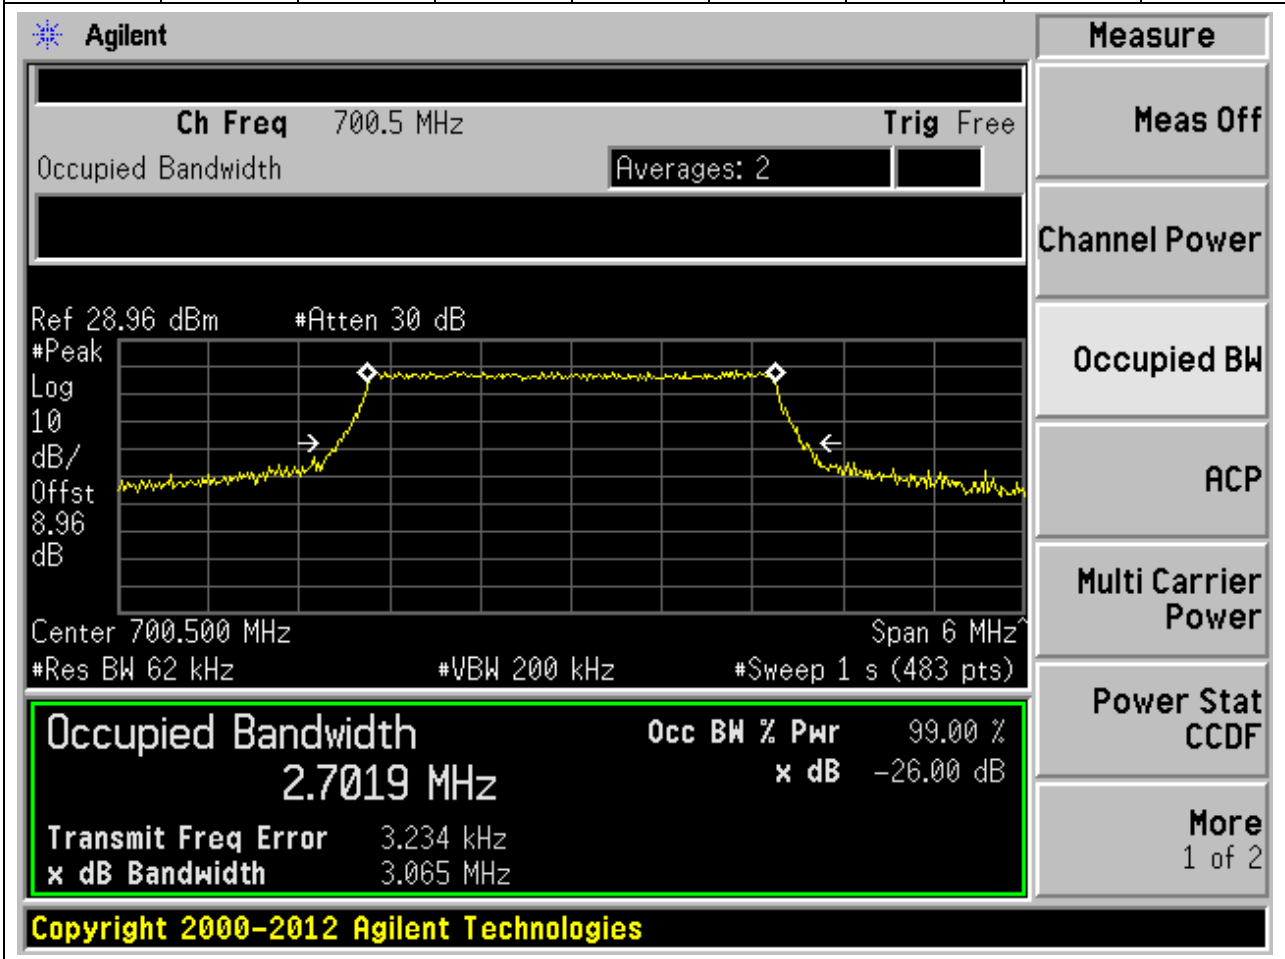 Agilent
Measure
Ch Freq 700.5 MHz Trig Free
Occupied Bandwidth Averages: 2
Meas Off
Channel Power
Occupied BW
ACP
Multi Carrier
Power
Power Stat
CCDF
More
1 of 2
Ref 28.96 dBm #Atten 30 dB
#Peak
Log
10
dB/
Offst
8.96
dB
Center 700.500 MHz Span 6 MHz^
#Res BW 62 kHz #VBW 200 kHz #Sweep 1 s (483 pts)
Occupied Bandwidth Occ BW % Pwr 99.00 %
2.7019 MHz x dB -26.00 dB
Transmit Freq Error 3.234 kHz
x dB Bandwidth 3.065 MHz
Copyright 2000-2012 Agilent Technologies